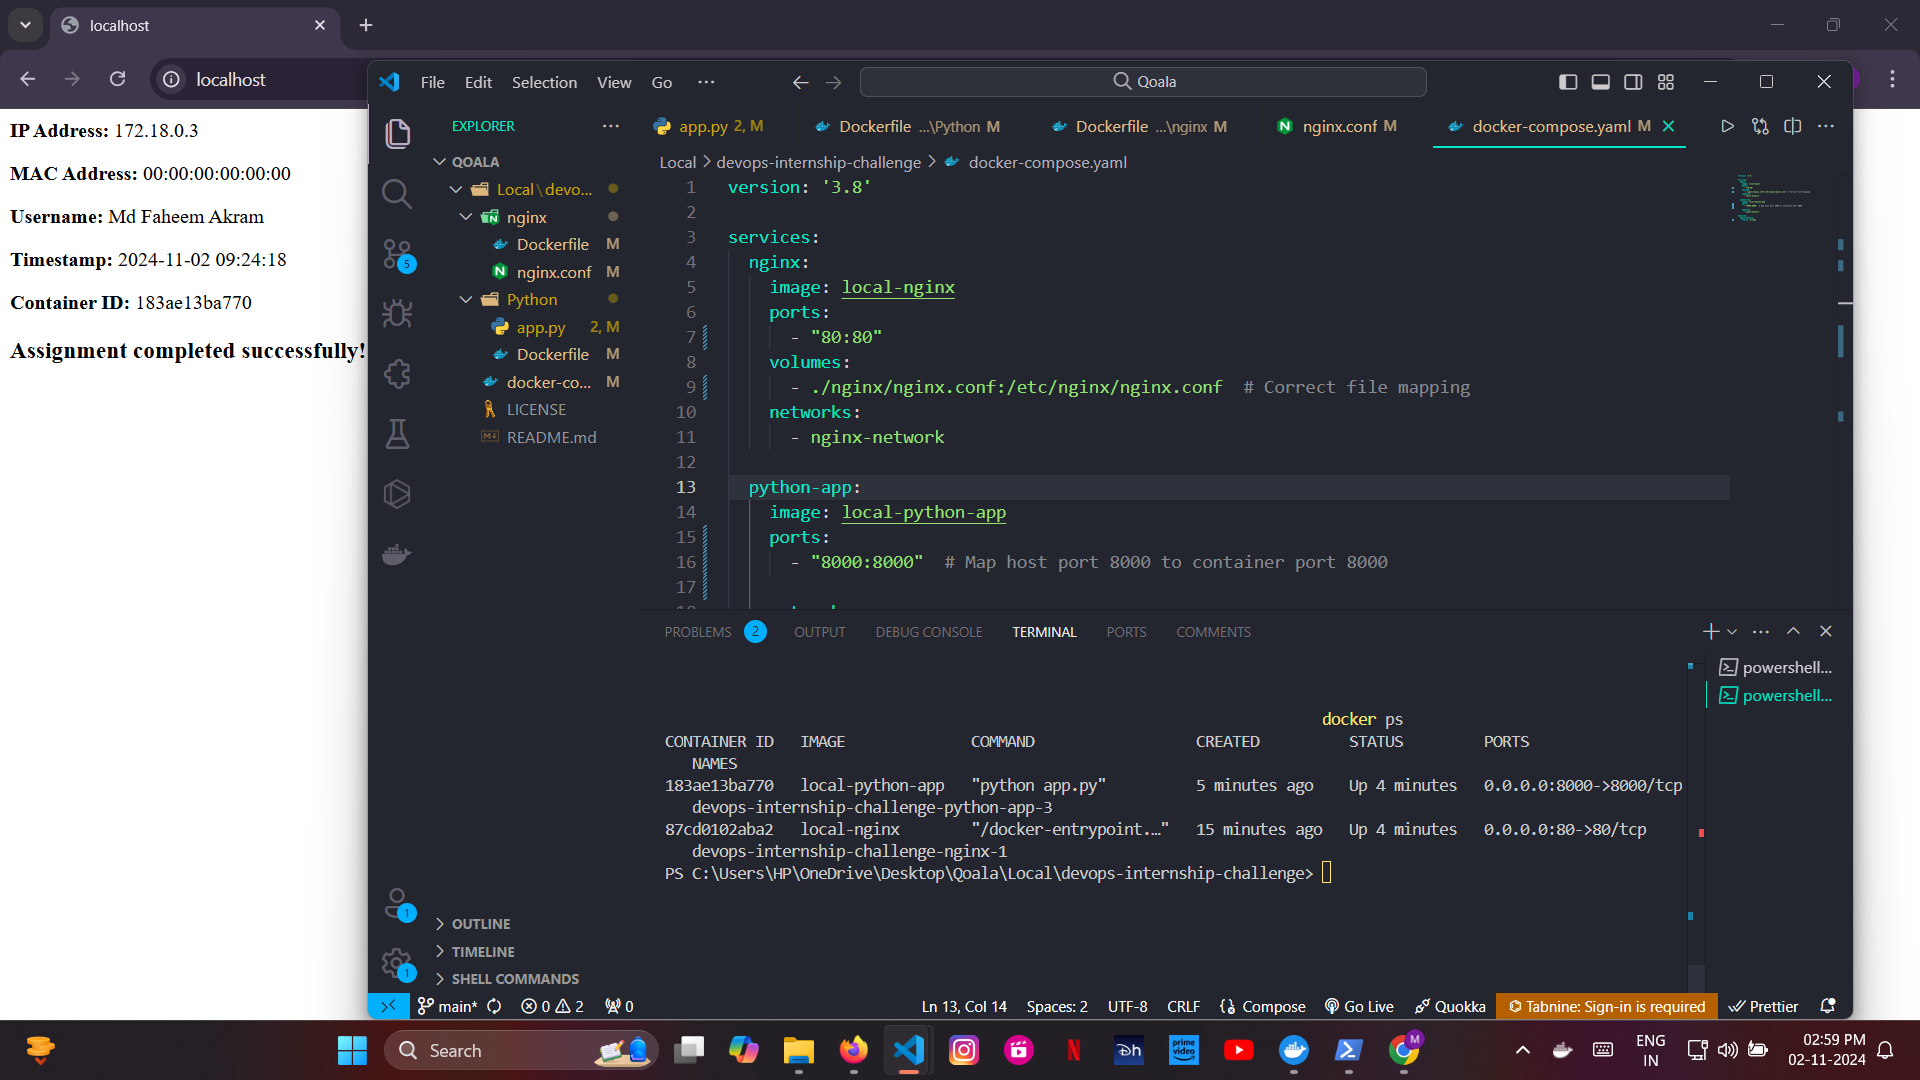 localhost
localhost
IP Address: 172.18.0.3
MAC Address: 00:00:00:00:00:00
Username: Md Faheem Akram
Timestamp: 2024-11-02 09:24:18
Container ID: 183ae13ba770
Assignment completed successfully!
File Edit Selection View Go ··· Qoala
EXPLORER ···
QOALA
Local \ devo...
nginx
Dockerfile M
nginx.conf M
Python
app.py 2, M
Dockerfile M
docker-co... M
LICENSE
README.md
OUTLINE
TIMELINE
SHELL COMMANDS
5
1
1
app.py 2, M Dockerfile ...\Python M Dockerfile ...\nginx M nginx.conf M docker-compose.yaml M
Local > devops-internship-challenge > docker-compose.yaml
1 version: '3.8'
2
3 services:
4 nginx:
5 image: local-nginx
6 ports:
7 - "80:80"
8 volumes:
9 - ./nginx/nginx.conf:/etc/nginx/nginx.conf # Correct file mapping
10 networks:
11 - nginx-network
12
13 python-app:
14 image: local-python-app
15 ports:
16 - "8000:8000" # Map host port 8000 to container port 8000
17
PROBLEMS 2 OUTPUT DEBUG CONSOLE TERMINAL PORTS COMMENTS
powershell...
powershell...
docker ps
CONTAINER ID IMAGE COMMAND CREATED STATUS PORTS
NAMES
183ae13ba770 local-python-app "python app.py" 5 minutes ago Up 4 minutes 0.0.0.0:8000->8000/tcp
devops-internship-challenge-python-app-3
87cd0102aba2 local-nginx "/docker-entrypoint.…" 15 minutes ago Up 4 minutes 0.0.0.0:80->80/tcp
devops-internship-challenge-nginx-1
PS C:\Users\HP\OneDrive\Desktop\Qoala\Local\devops-internship-challenge>
main* 0 2 0 Ln 13, Col 14 Spaces: 2 UTF-8 CRLF {} Compose Go Live Quokka Tabnine: Sign-in is required Prettier
Search
M
ENG
IN
02:59 PM
02-11-2024